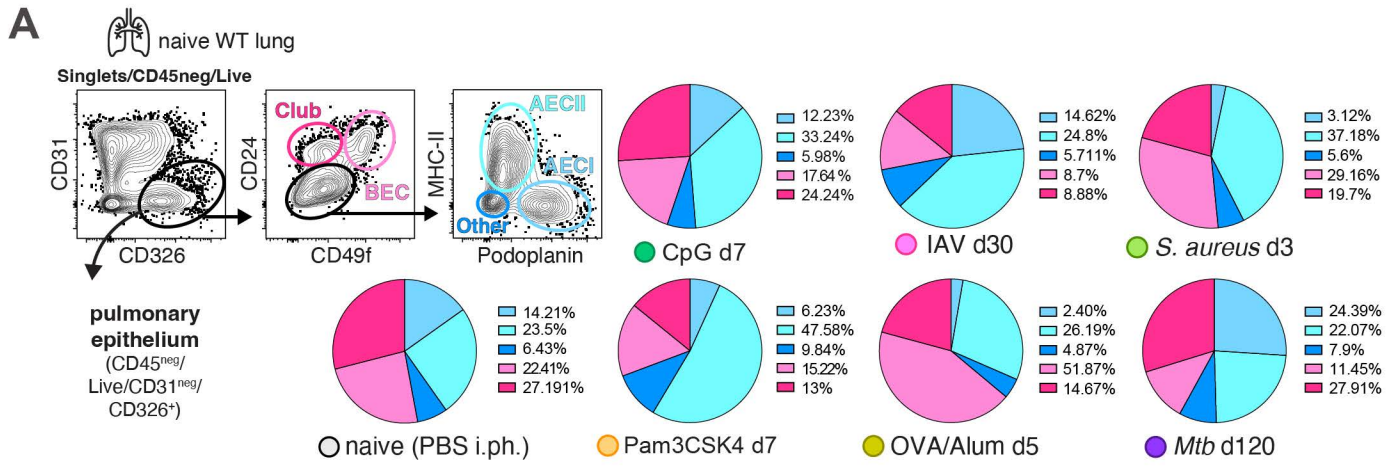 A
naive WT lung
Singlets/CD45neg/Live
CD31
CD326
Club
BEC
CD24
CD49f
AECII
AECI
Other
MHC-II
Podoplanin
pulmonary
epithelium
(CD45neg/
Live/CD31neg/
CD326+)
12.23%
33.24%
5.98%
17.64%
24.24%
CpG d7
14.62%
24.8%
5.711%
8.7%
8.88%
IAV d30
3.12%
37.18%
5.6%
29.16%
19.7%
S. aureus d3
14.21%
23.5%
6.43%
22.41%
27.191%
naive (PBS i.ph.)
6.23%
47.58%
9.84%
15.22%
13%
Pam3CSK4 d7
2.40%
26.19%
4.87%
51.87%
14.67%
OVA/Alum d5
24.39%
22.07%
7.9%
11.45%
27.91%
Mtb d120